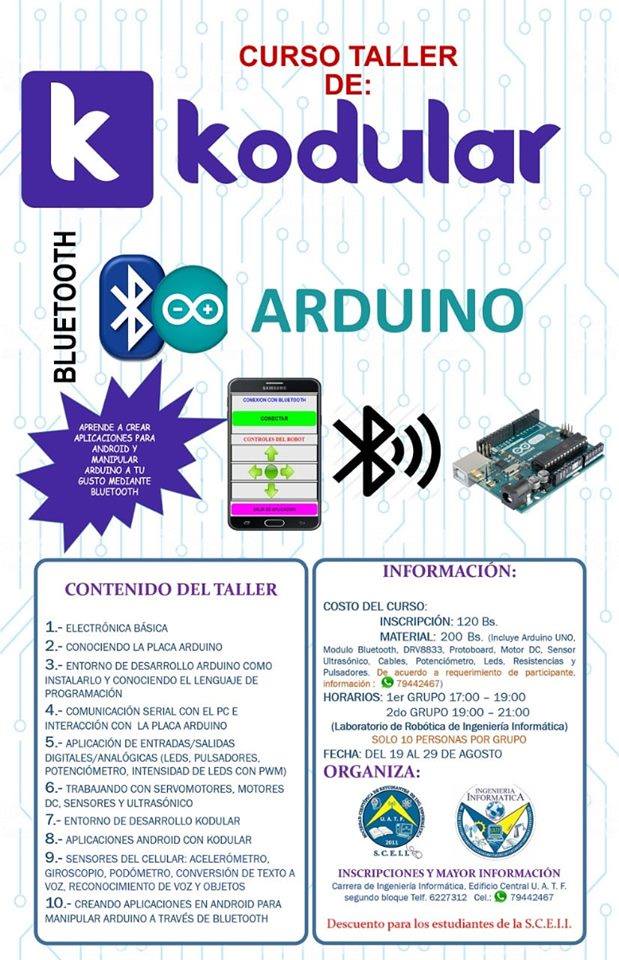 CURSO TALLER
DE:
k kodular
BLUETOOTH
ARDUINO
APRENDE A CREAR
APLICACIONES PARA
ANDROID Y
MANIPULAR
ARDUINO A TU
GUSTO MEDIANTE
BLUETOOTH
SAMSUNG
CONEXION CON BLUETOOTH
CONECTAR
CONTROLES DEL ROBOT
SALIR DE APLICACION
CONTENIDO DEL TALLER
1.- ELECTRÓNICA BÁSICA
2.- CONOCIENDO LA PLACA ARDUINO
3.- ENTORNO DE DESARROLLO ARDUINO COMO
INSTALARLO Y CONOCIENDO EL LENGUAJE DE
PROGRAMACIÓN
4.- COMUNICACIÓN SERIAL CON EL PC E
INTERACCIÓN CON LA PLACA ARDUINO
5.- APLICACIÓN DE ENTRADAS/SALIDAS
DIGITALES/ANALÓGICAS (LEDS, PULSADORES,
POTENCIÓMETRO, INTENSIDAD DE LEDS CON PWM)
6.- TRABAJANDO CON SERVOMOTORES, MOTORES
DC, SENSORES Y ULTRASÓNICO
7.- ENTORNO DE DESARROLLO KODULAR
8.- APLICACIONES ANDROID CON KODULAR
9.- SENSORES DEL CELULAR: ACELERÓMETRO,
GIROSCOPIO, PODÓMETRO, CONVERSIÓN DE TEXTO A
VOZ, RECONOCIMIENTO DE VOZ Y OBJETOS
10.- CREANDO APLICACIONES EN ANDROID PARA
MANIPULAR ARDUINO A TRAVÉS DE BLUETOOTH
INFORMACIÓN:
COSTO DEL CURSO:
INSCRIPCIÓN: 120 Bs.
MATERIAL: 200 Bs. (Incluye Arduino UNO,
Modulo Bluetooth, DRV8833, Protoboard, Motor DC, Sensor
Ultrasónico, Cables, Potenciómetro, Leds, Resistencias y
Pulsadores. De acuerdo a requerimiento de participante,
información : 79442467)
HORARIOS: 1er GRUPO 17:00 – 19:00
2do GRUPO 19:00 – 21:00
(Laboratorio de Robótica de Ingeniería Informática)
SOLO 10 PERSONAS POR GRUPO
FECHA: DEL 19 AL 29 DE AGOSTO
ORGANIZA:
U.A.T.F.
2011
S.C.E.I.I.
INGENIERIA
INFORMATICA
INSCRIPCIONES Y MAYOR INFORMACIÓN
Carrera de Ingeniería Informática, Edificio Central U. A. T. F.
segundo bloque Telf. 6227312 Cel.: 79442467
Descuento para los estudiantes de la S.C.E.I.I.